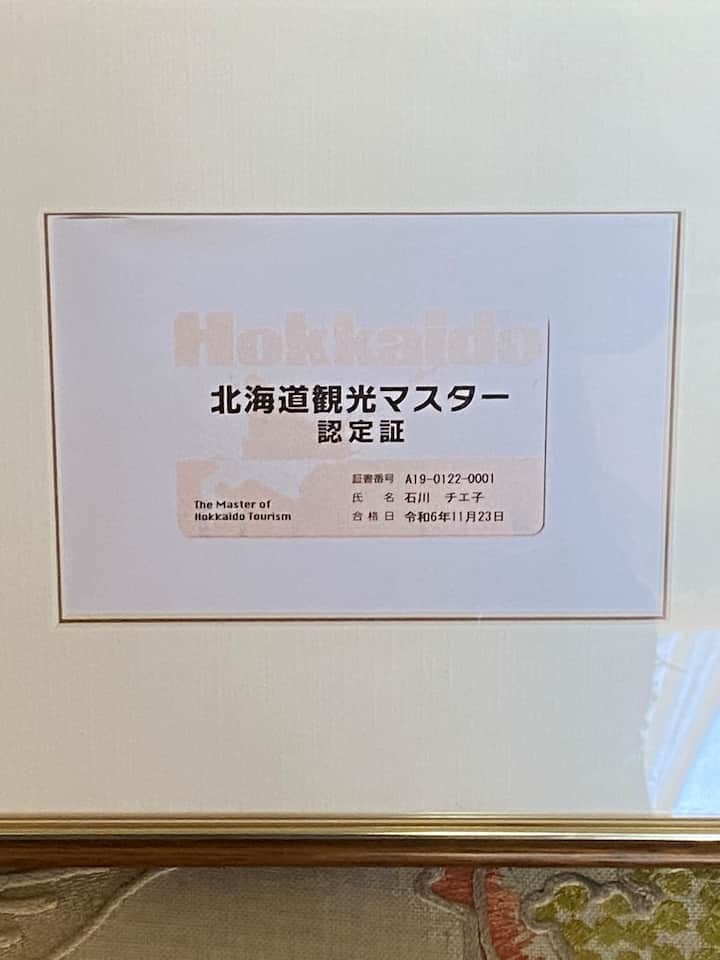 Hokkaido
北海道観光マスター
認定証
証書番号 A19-0122-0001
氏 名 石川 チエ子
合格日 令和6年11月23日
The Master of
Hokkaido Tourism